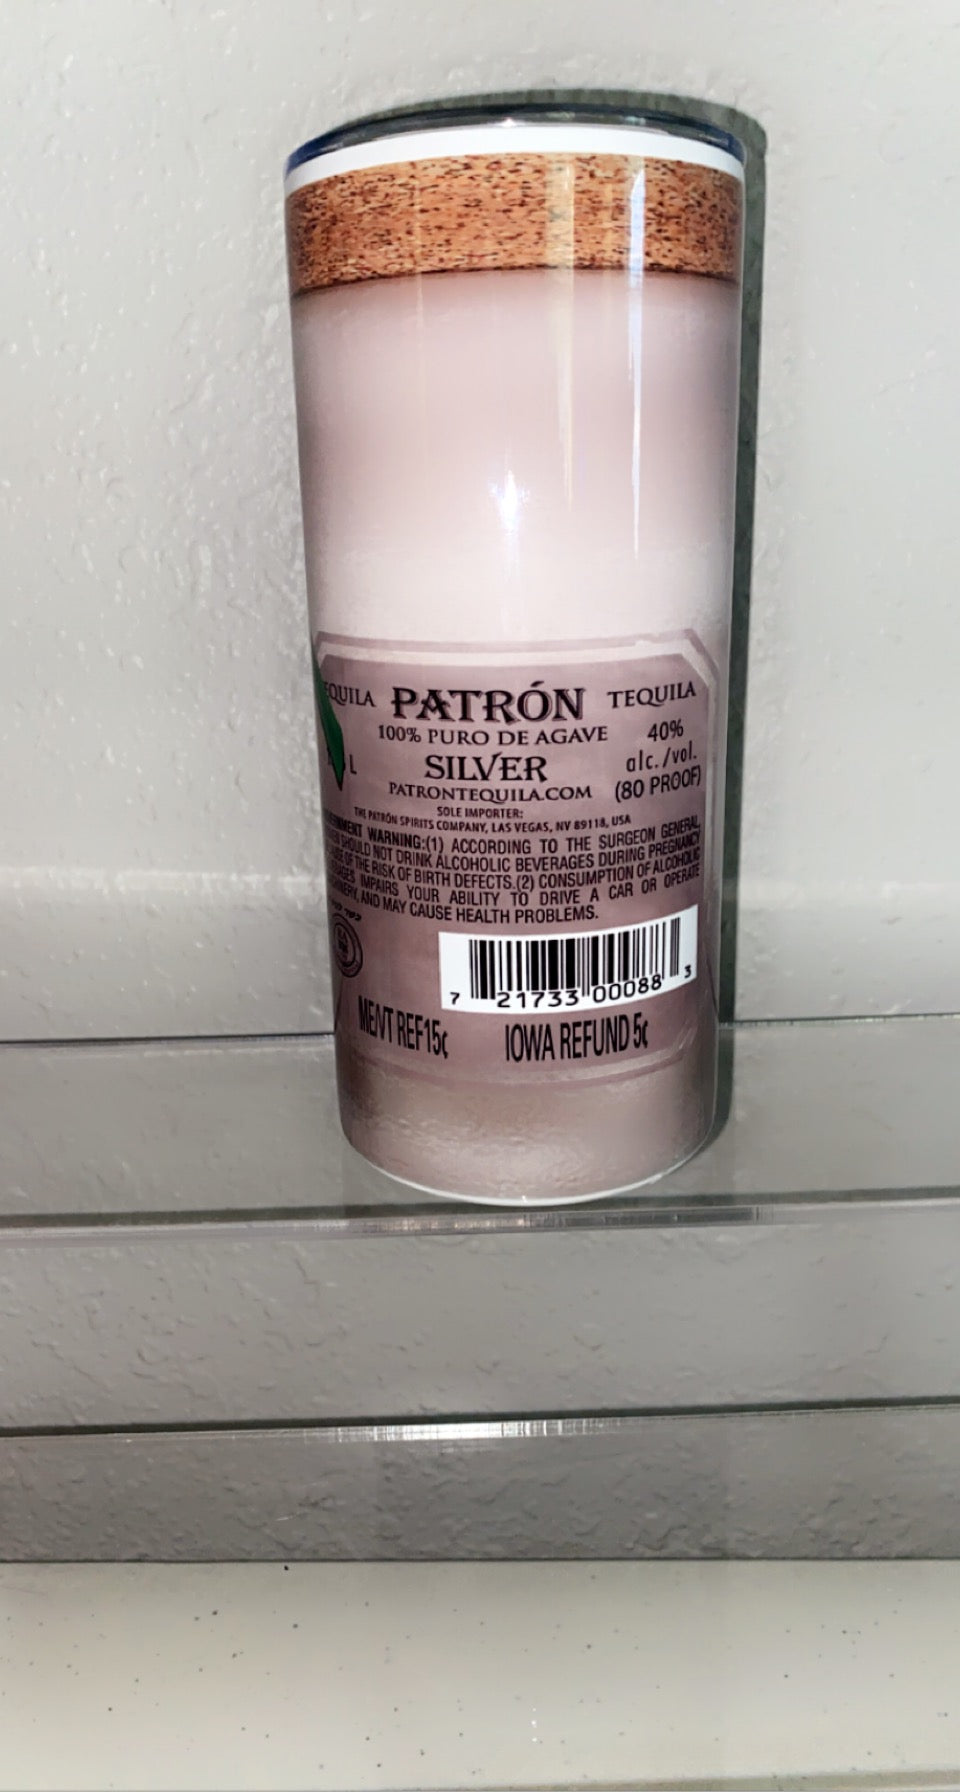 EQUILA PATRÓN TEQUILA
100% PURO DE AGAVE 40%
SILVER alc./vol.
PATRONTEQUILA.COM (80 PROOF)
L
SOLE IMPORTER:
THE PATRÓN SPIRITS COMPANY, LAS VEGAS, NV 89118, USA
WARNING:(1) ACCORDING TO THE SURGEON GENERAL,
SHOULD NOT DRINK ALCOHOLIC BEVERAGES DURING PREGNANCY
OF THE RISK OF BIRTH DEFECTS.(2) CONSUMPTION OF ALCOHOLIC
IMPAIRS YOUR ABILITY TO DRIVE A CAR OR OPERATE
AND MAY CAUSE HEALTH PROBLEMS.
7 21733 00088 3
ME/VT REF15¢ IOWA REFUND 5¢